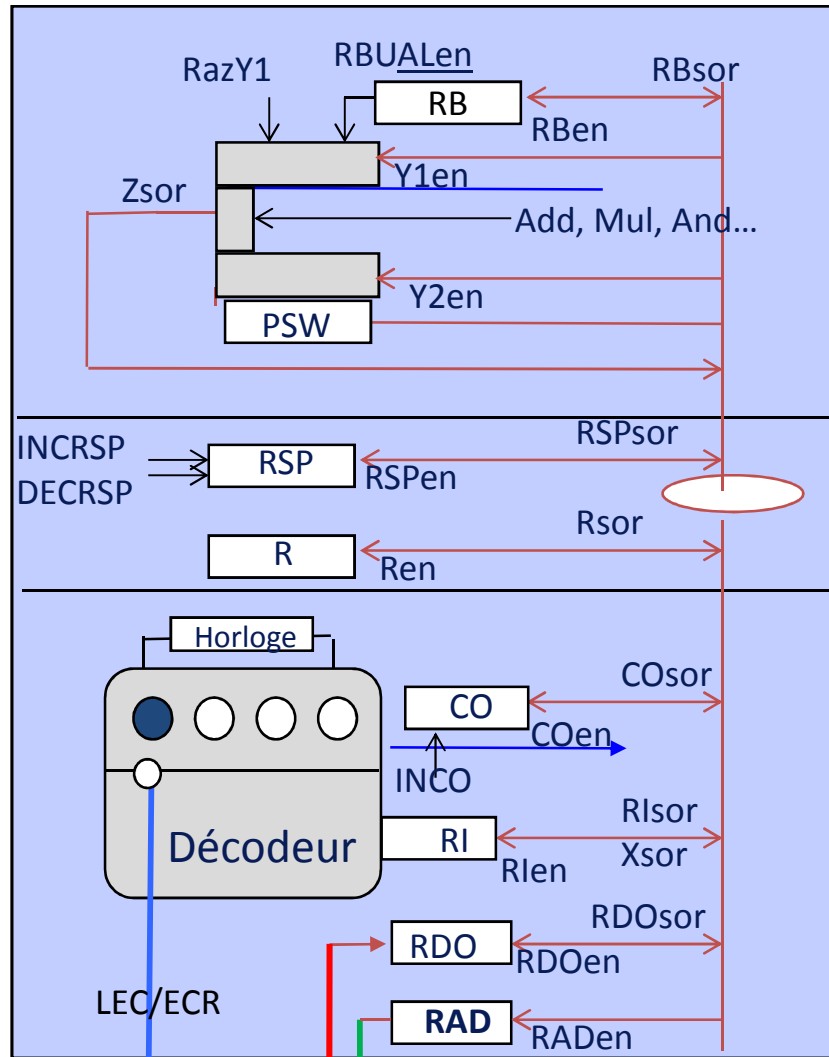 RBUALen
RazY1
RBsor
RB
RBen
Y1en
Zsor
Add, Mul, And...
Y2en
PSW
RSPsor
INCRSP
RSP
RSPen
DECRSP
Rsor
R
Ren
Horloge
COsor
CO
COen
INCO
RIsor
Décodeur
RI
Xsor
RIen
RDOsor
RDO
RDOen
LEC/ECR
RAD
RADen